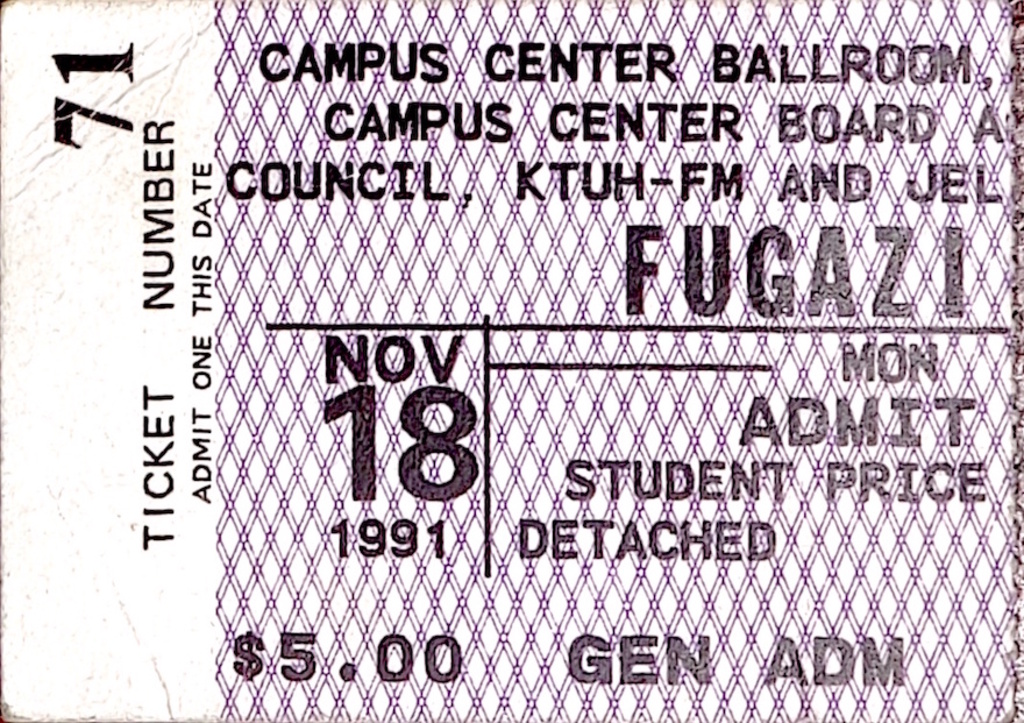 71
TICKET NUMBER
ADMIT ONE THIS DATE
CAMPUS CENTER BALLROOM,
CAMPUS CENTER BOARD A
COUNCIL, KTUH-FM AND JEL
FUGAZI
NOV
18
1991
MON
ADMIT
STUDENT PRICE
DETACHED
$5.00 GEN ADM